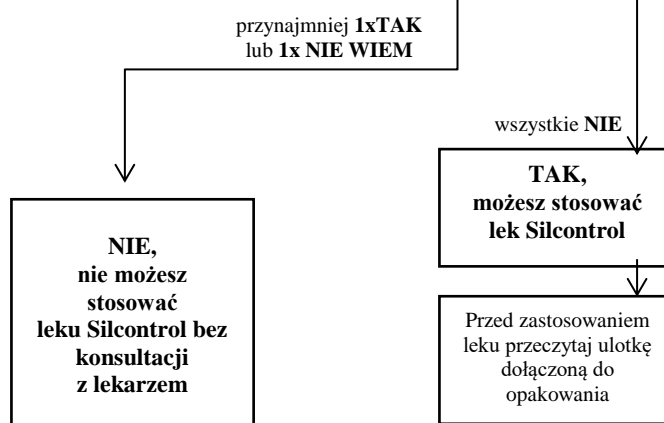 przynajmniej 1xTAK
lub 1x NIE WIEM
wszystkie NIE
TAK,
możesz stosować
lek Silcontrol
NIE,
nie możesz
stosować
leku Silcontrol bez
konsultacji
z lekarzem
Przed zastosowaniem
leku przeczytaj ulotkę
dołączoną do
opakowania